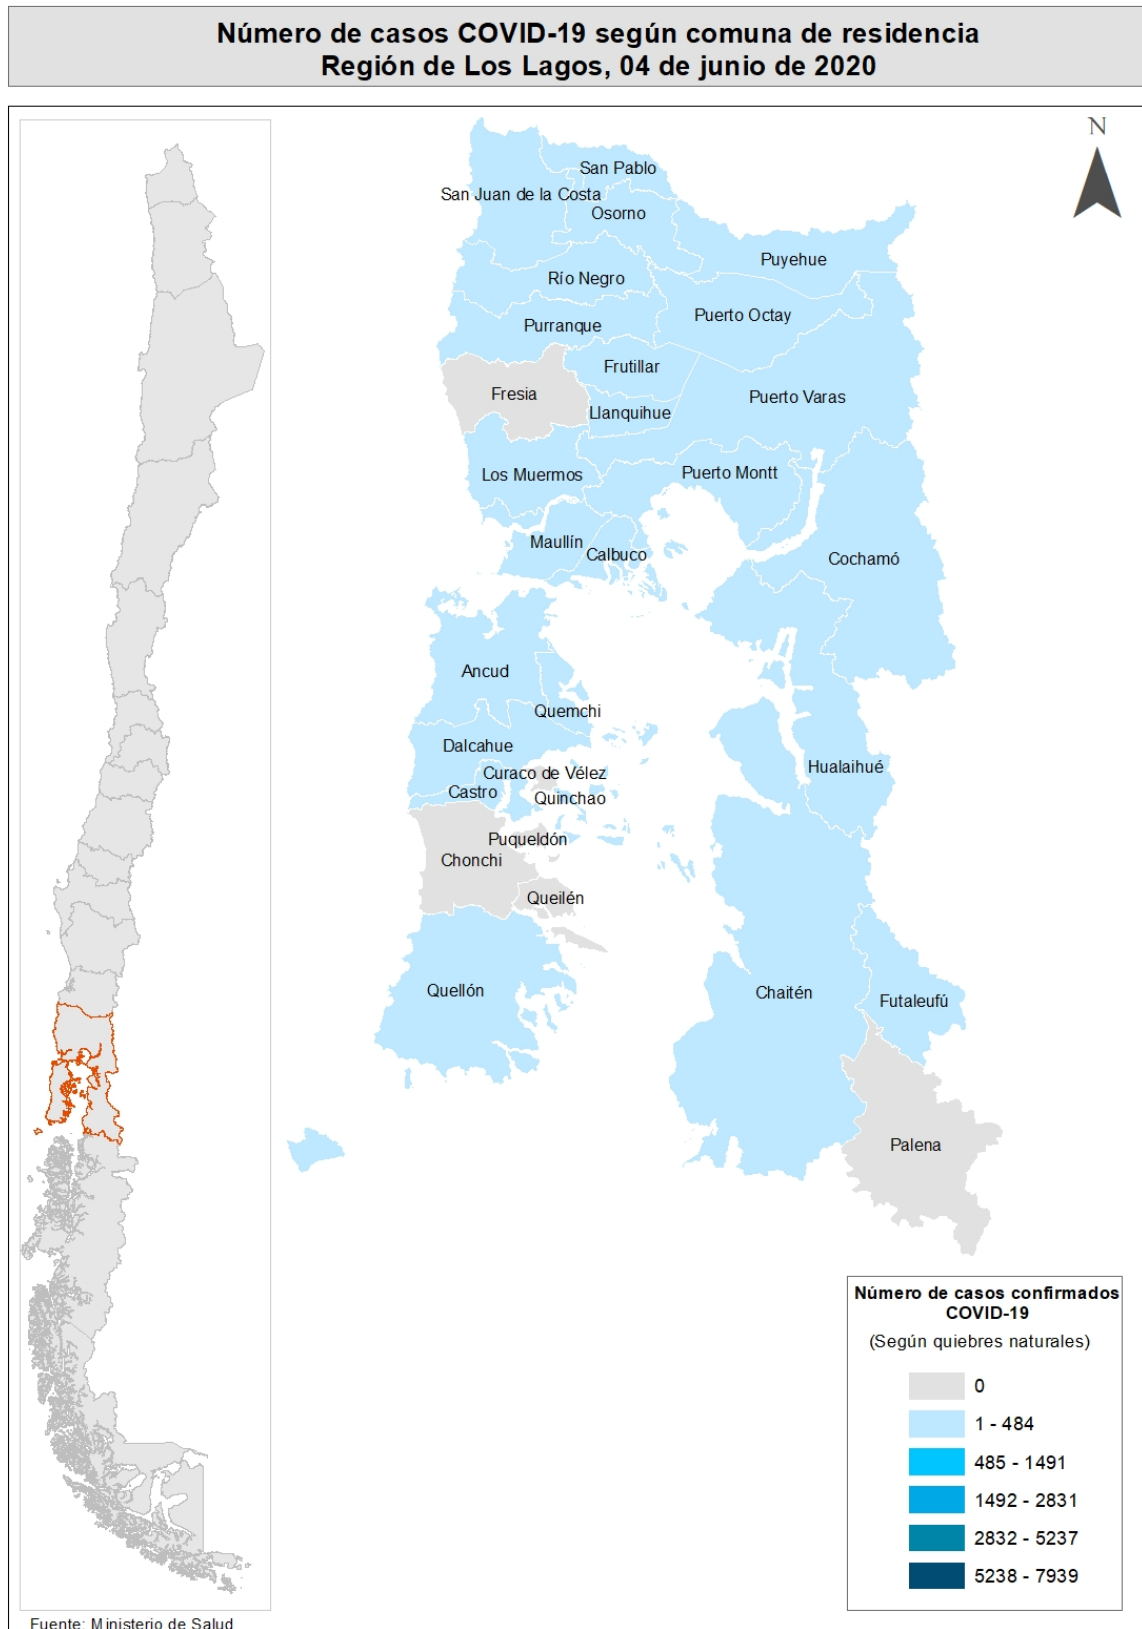 Número de casos COVID-19 según comuna de residencia
Región de Los Lagos, 04 de junio de 2020
N
San Pablo
San Juan de la Costa
Osorno
Puyehue
Río Negro
Puerto Octay
Purranque
Frutillar
Fresia
Puerto Varas
Llanquihue
Los Muermos
Puerto Montt
Maullín
Calbuco
Cochamó
Ancud
Quemchi
Dalcahue
Hualaihué
Curaco de Vélez
Castro
Quinchao
Puqueldón
Chonchi
Queilén
Quellón
Chaitén
Futaleufú
Palena
Número de casos confirmados
COVID-19
(Según quiebres naturales)
0
1 - 484
485 - 1491
1492 - 2831
2832 - 5237
5238 - 7939
Fuente: Ministerio de Salud